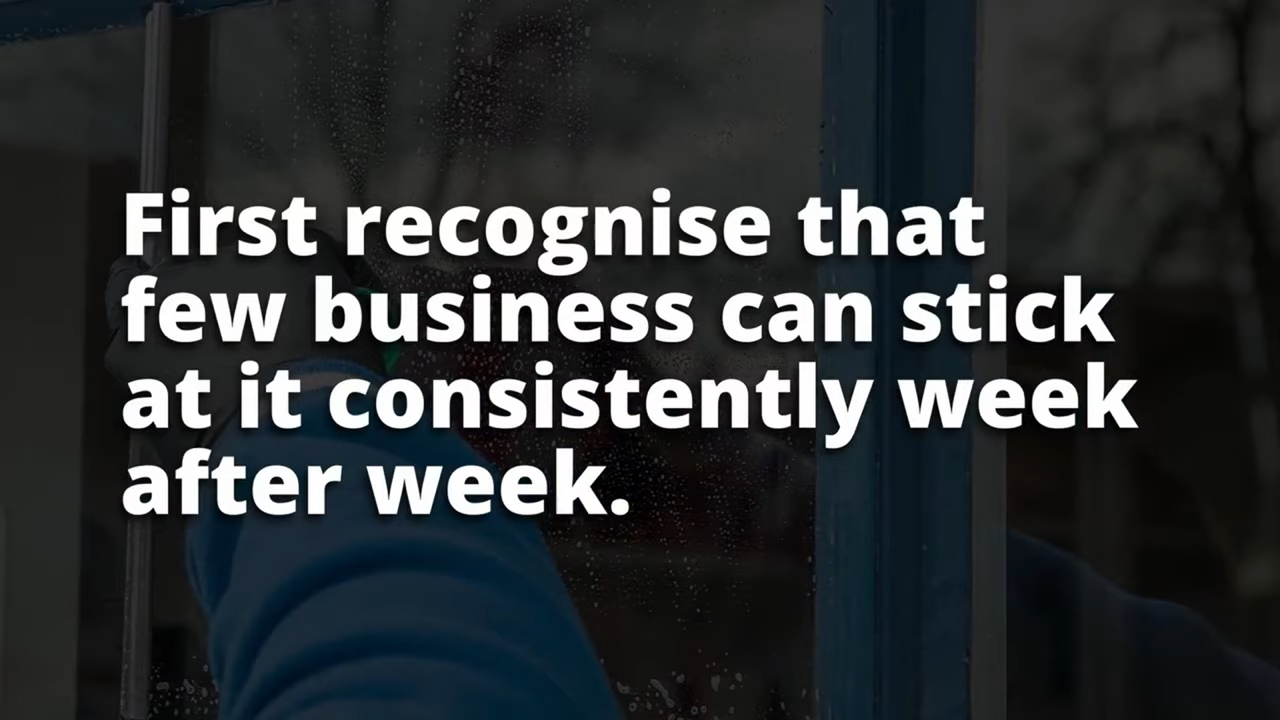 First recognise that
few business can stick
at it consistently week
after week.